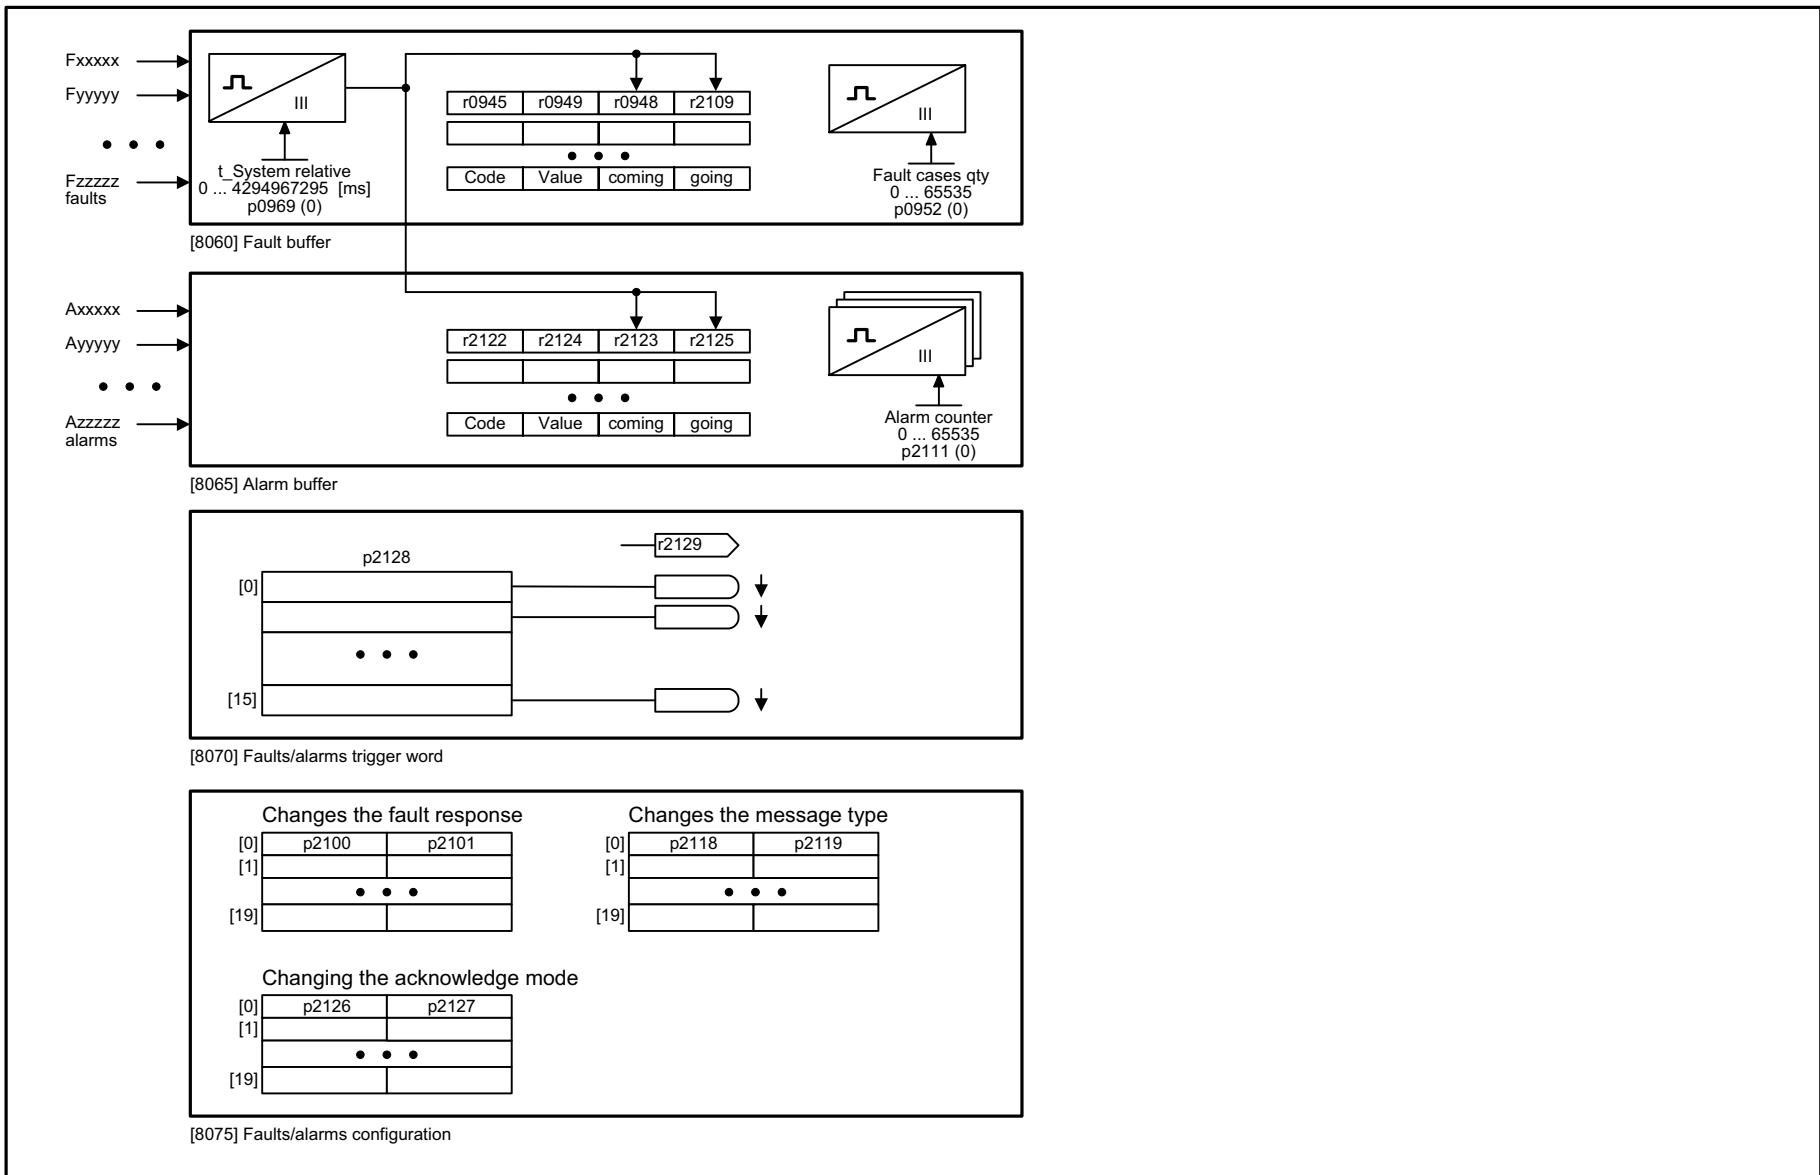 Fxxxxx
Fyyyyy
Fzzzzz
faults
III
t_System relative
0 ... 4294967295 [ms]
p0969 (0)
r0945 r0949 r0948 r2109
Code Value coming going
III
Fault cases qty
0 ... 65535
p0952 (0)
[8060] Fault buffer
Axxxxx
Ayyyyy
Azzzzz
alarms
r2122 r2124 r2123 r2125
Code Value coming going
III
Alarm counter
0 ... 65535
p2111 (0)
[8065] Alarm buffer
r2129
p2128
[0]
[15]
[8070] Faults/alarms trigger word
Changes the fault response
[0] p2100 p2101
[1]
[19]
Changes the message type
[0] p2118 p2119
[1]
[19]
Changing the acknowledge mode
[0] p2126 p2127
[1]
[19]
[8075] Faults/alarms configuration